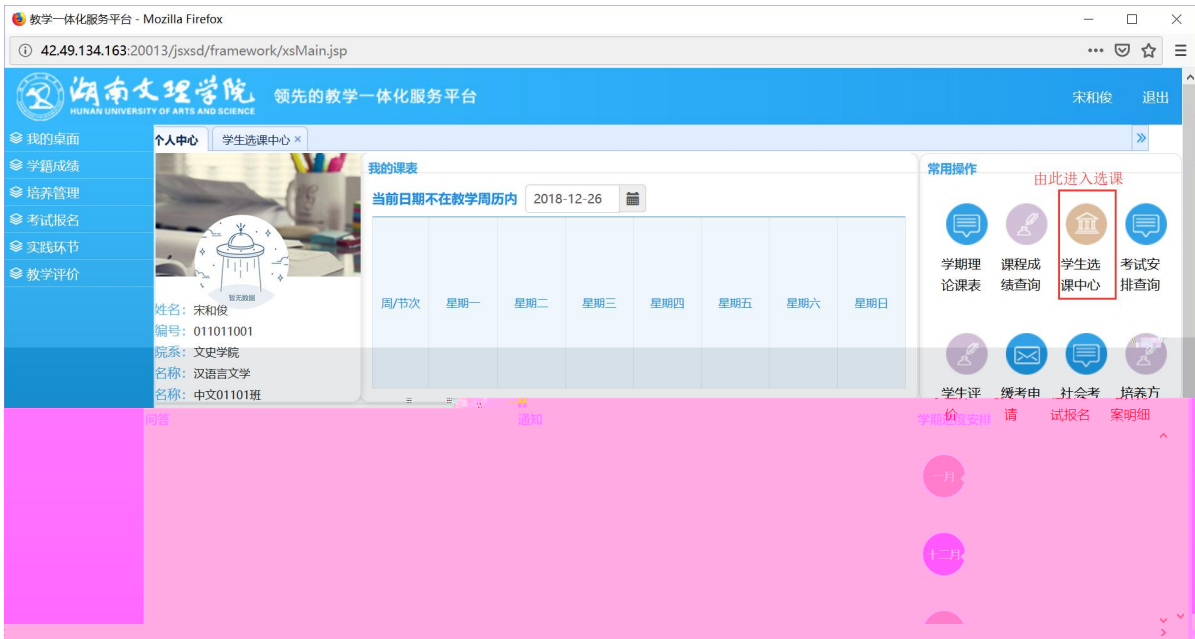 教学一体化服务平台 - Mozilla Firefox
42.49.134.163:20013/jsxsd/framework/xsMain.jsp
湖南文理学院
HUNAN UNIVERSITY OF ARTS AND SCIENCE
领先的教学一体化服务平台
宋和俊 退出
我的桌面
学籍成绩
培养管理
考试报名
实践环节
教学评价
个人中心 学生选课中心 ×
暂无数据
姓名：宋和俊
编号：011011001
院系：文史学院
名称：汉语言文学
名称：中文01101班
我的课表
当前日期不在教学周历内 2018-12-26
周/节次 星期一 星期二 星期三 星期四 星期五 星期六 星期日
常用操作
由此进入选课
学期理论课表
课程成绩查询
学生选课中心
考试安排查询
学生评价
缓考申请
社会考试报名
培养方案明细
问答
通知
学期进度安排
一月
十二月